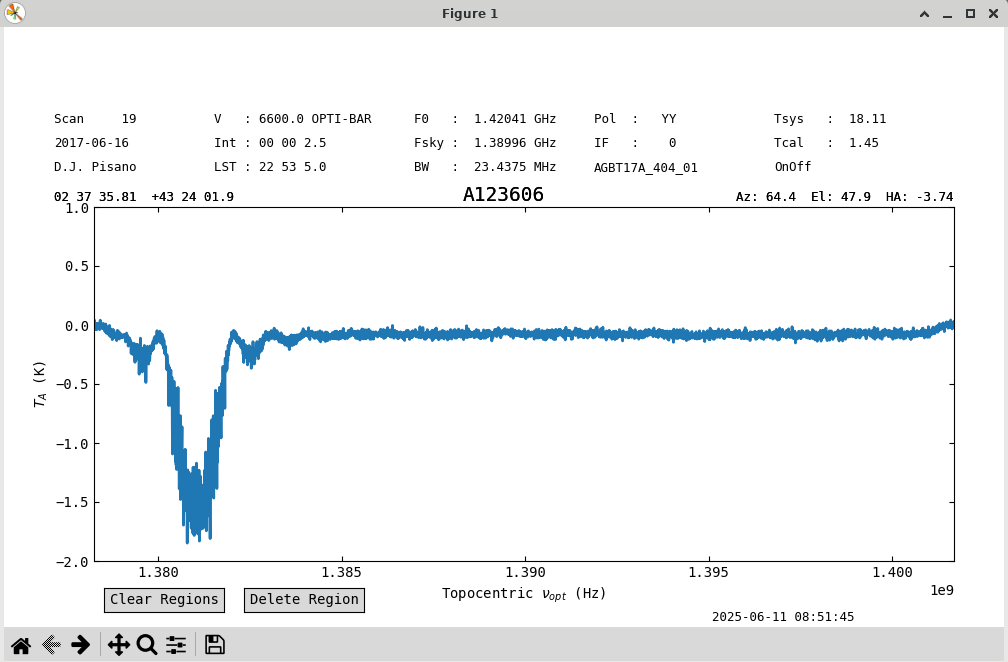 Figure 1
Scan     19   V   : 6600.0 OPTI-BAR   F0   :  1.42041 GHz   Pol  :   YY   Tsys   :  18.11
2017-06-16   Int : 00 00 2.5   Fsky :  1.38996 GHz   IF   :    0   Tcal   :  1.45
D.J. Pisano   LST : 22 53 5.0   BW   :  23.4375 MHz   AGBT17A_404_01   OnOff
02 37 35.81  +43 24 01.9   A123606   Az: 64.4  El: 47.9  HA: -3.74
1.0
0.5
0.0
−0.5
−1.0
−1.5
−2.0
T_A (K)
1.380   1.385   1.390   1.395   1.400
1e9
Topocentric ν_opt (Hz)
Clear Regions   Delete Region
2025-06-11 08:51:45